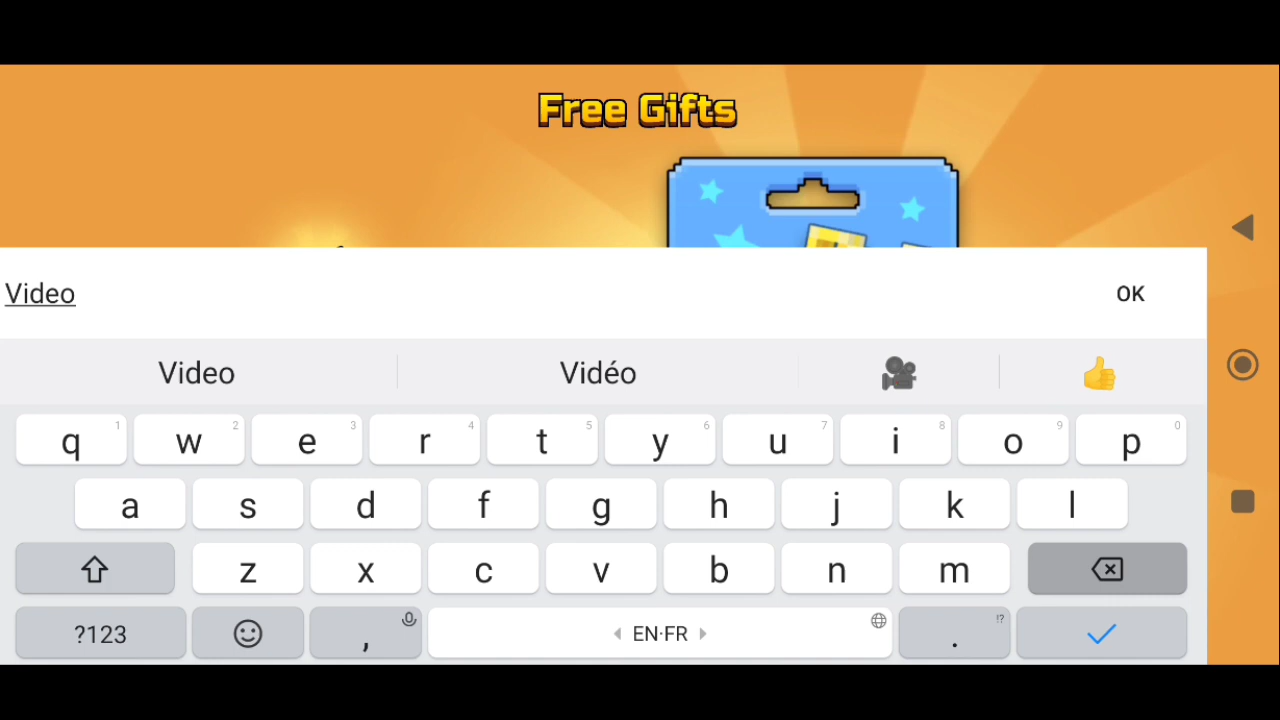 Free Gifts
Video
OK
Video Vidéo
q 1 w 2 e 3 r 4 t 5 y 6 u 7 i 8 o 9 p 0
a s d f g h j k l
z x c v b n m
?123 , EN·FR . !?